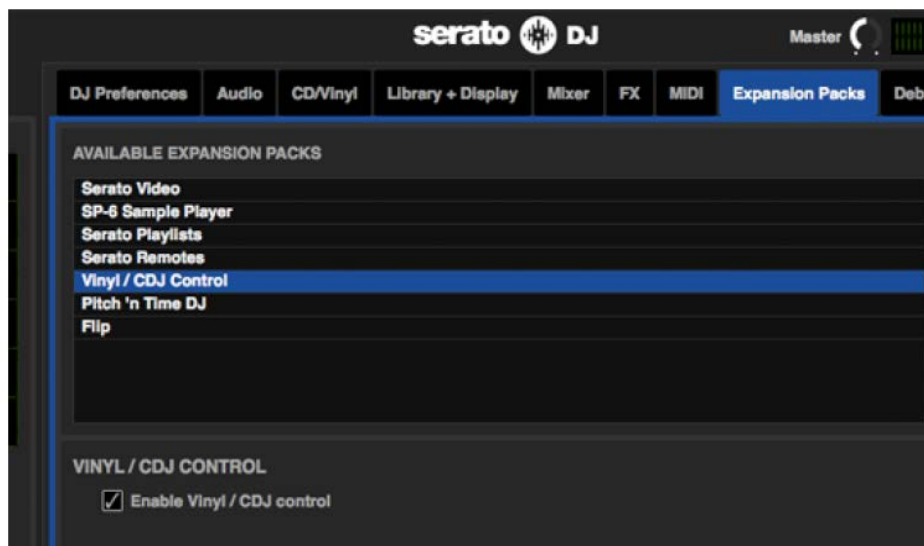 serato DJ
Master
DJ Preferences Audio CD/Vinyl Library + Display Mixer FX MIDI Expansion Packs Deb
AVAILABLE EXPANSION PACKS
Serato Video
SP-6 Sample Player
Serato Playlists
Serato Remotes
Vinyl / CDJ Control
Pitch 'n Time DJ
Flip
VINYL / CDJ CONTROL
Enable Vinyl / CDJ control